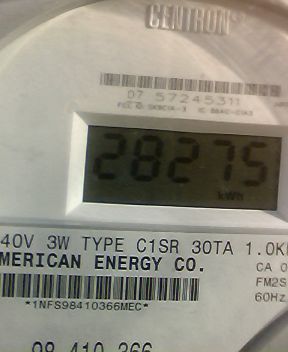 CENTRON
07 57245311
28275
kWh
40V 3W TYPE C1SR 30TA 1.0K
MERICAN ENERGY CO.
CA 0
FM2S
60Hz
*1NFS98410366MEC*
98 410 366